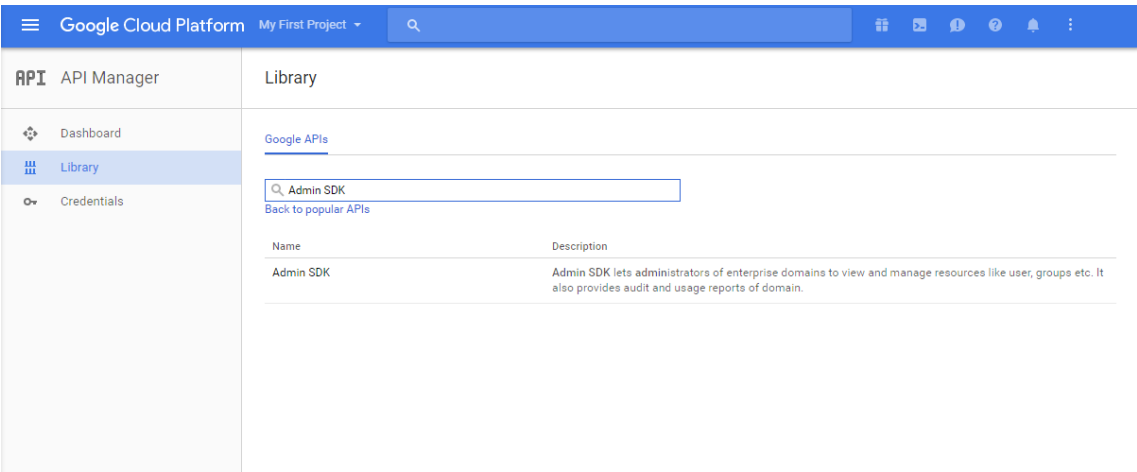 Google Cloud Platform My First Project
API API Manager
Library
Dashboard
Library
Credentials
Google APIs
Admin SDK
Back to popular APIs
Name Description
Admin SDK Admin SDK lets administrators of enterprise domains to view and manage resources like user, groups etc. It
also provides audit and usage reports of domain.